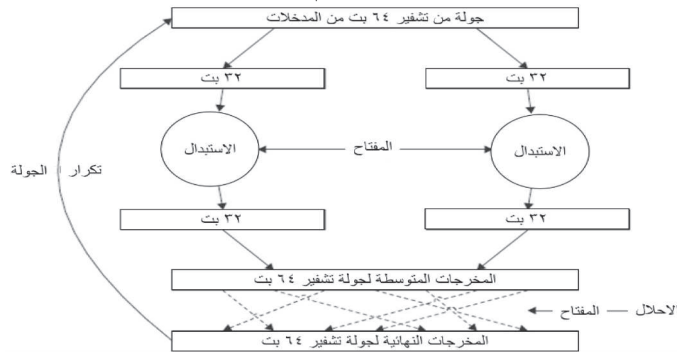 جولة من تشفير ٦٤ بت من المدخلات
٣٢ بت
٣٢ بت
الاستبدال
المفتاح
الاستبدال
تكرار الجولة
٣٢ بت
٣٢ بت
المخرجات المتوسطة لجولة تشفير ٦٤ بت
الاحلال — المفتاح
المخرجات النهائية لجولة تشفير ٦٤ بت